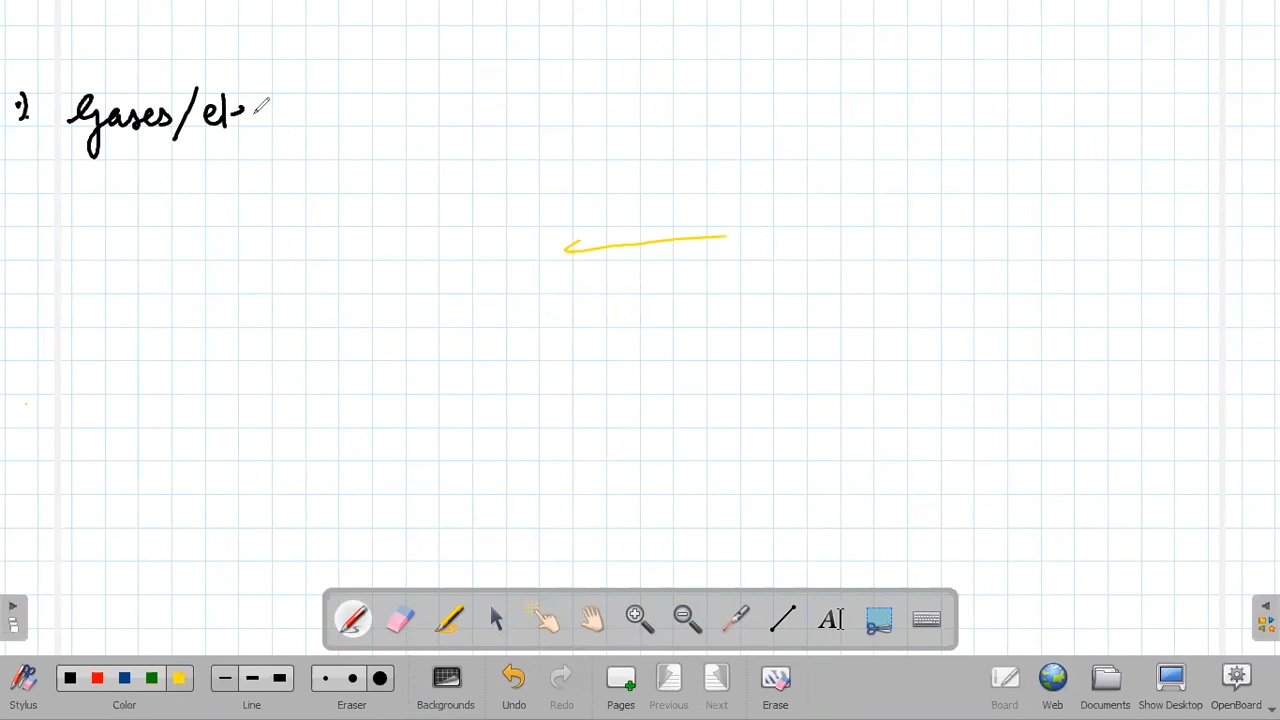 •) Gases/el
Stylus
Color
Line
Eraser
Backgrounds
Undo
Redo
Pages
Previous
Next
Erase
Board
Web
Documents
Show Desktop
OpenBoard